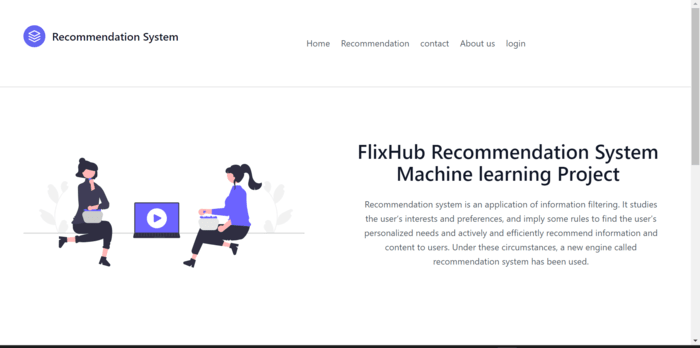 Recommendation System
Home Recommendation contact About us login
FlixHub Recommendation System
Machine learning Project
Recommendation system is an application of information filtering. It studies
the user's interests and preferences, and imply some rules to find the user's
personalized needs and actively and efficiently recommend information and
content to users. Under these circumstances, a new engine called
recommendation system has been used.